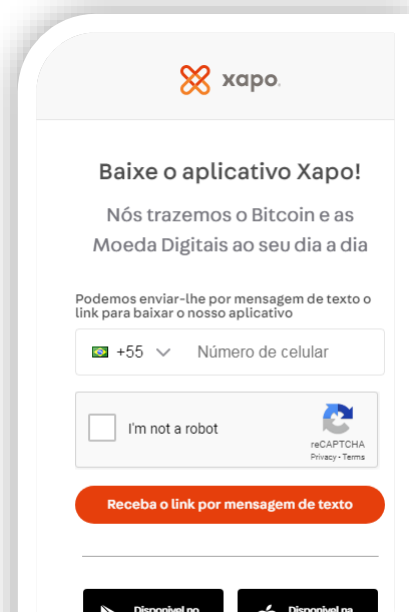 xapo.
Baixe o aplicativo Xapo!
Nós trazemos o Bitcoin e as
Moeda Digitais ao seu dia a dia
Podemos enviar-lhe por mensagem de texto o
link para baixar o nosso aplicativo
+55 Número de celular
I'm not a robot
reCAPTCHA
Privacy - Terms
Receba o link por mensagem de texto
Disponível no Disponível na